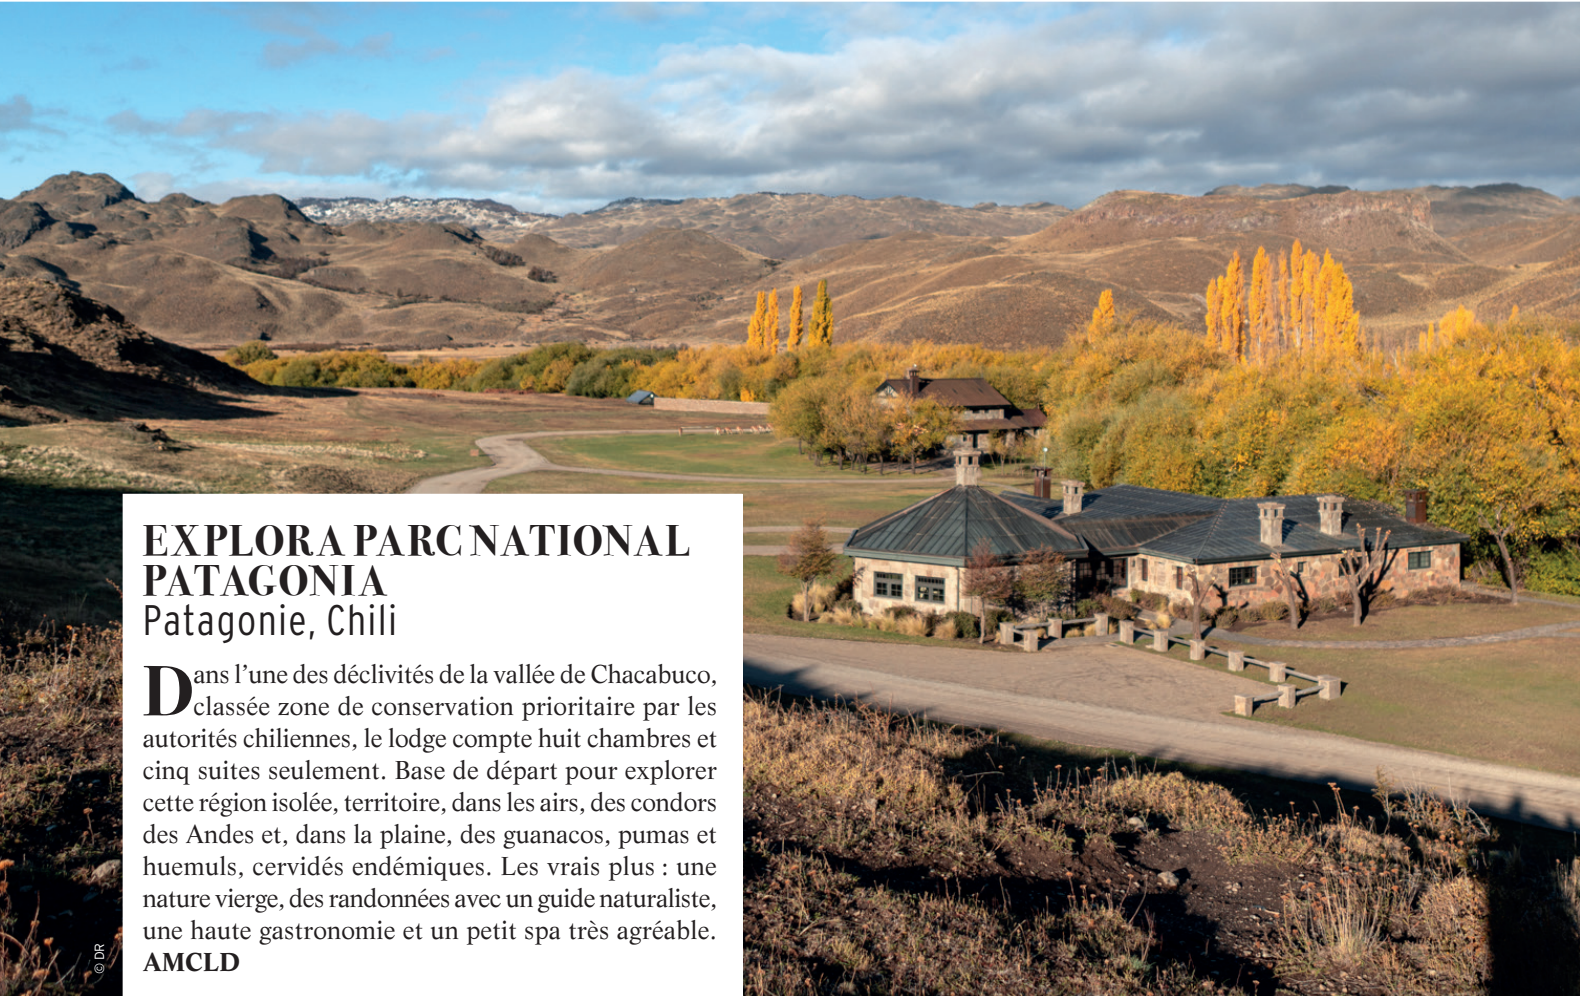 EXPLORA PARC NATIONAL
PATAGONIA
Patagonie, Chili
Dans l’une des déclivités de la vallée de Chacabuco,
classée zone de conservation prioritaire par les
autorités chiliennes, le lodge compte huit chambres et
cinq suites seulement. Base de départ pour explorer
cette région isolée, territoire, dans les airs, des condors
des Andes et, dans la plaine, des guanacos, pumas et
huemuls, cervidés endémiques. Les vrais plus : une
nature vierge, des randonnées avec un guide naturaliste,
une haute gastronomie et un petit spa très agréable.
AMCLD
© DR